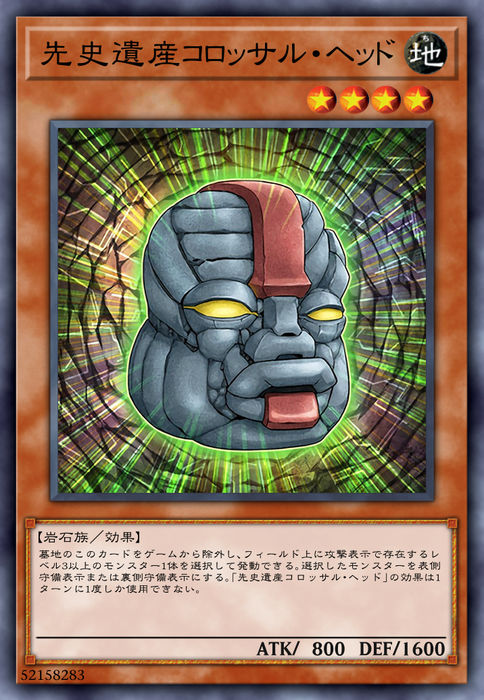 先史遺産コロッサル・ヘッド
ち
地
【岩石族／効果】
墓地のこのカードをゲームから除外し、フィールド上に攻撃表示で存在するレ
ベル3以上のモンスター1体を選択して発動できる。選択したモンスターを表側
守備表示または裏側守備表示にする。「先史遺産コロッサル・ヘッド」の効果は1
ターンに1度しか使用できない。
ATK/ 800 DEF/1600
52158283